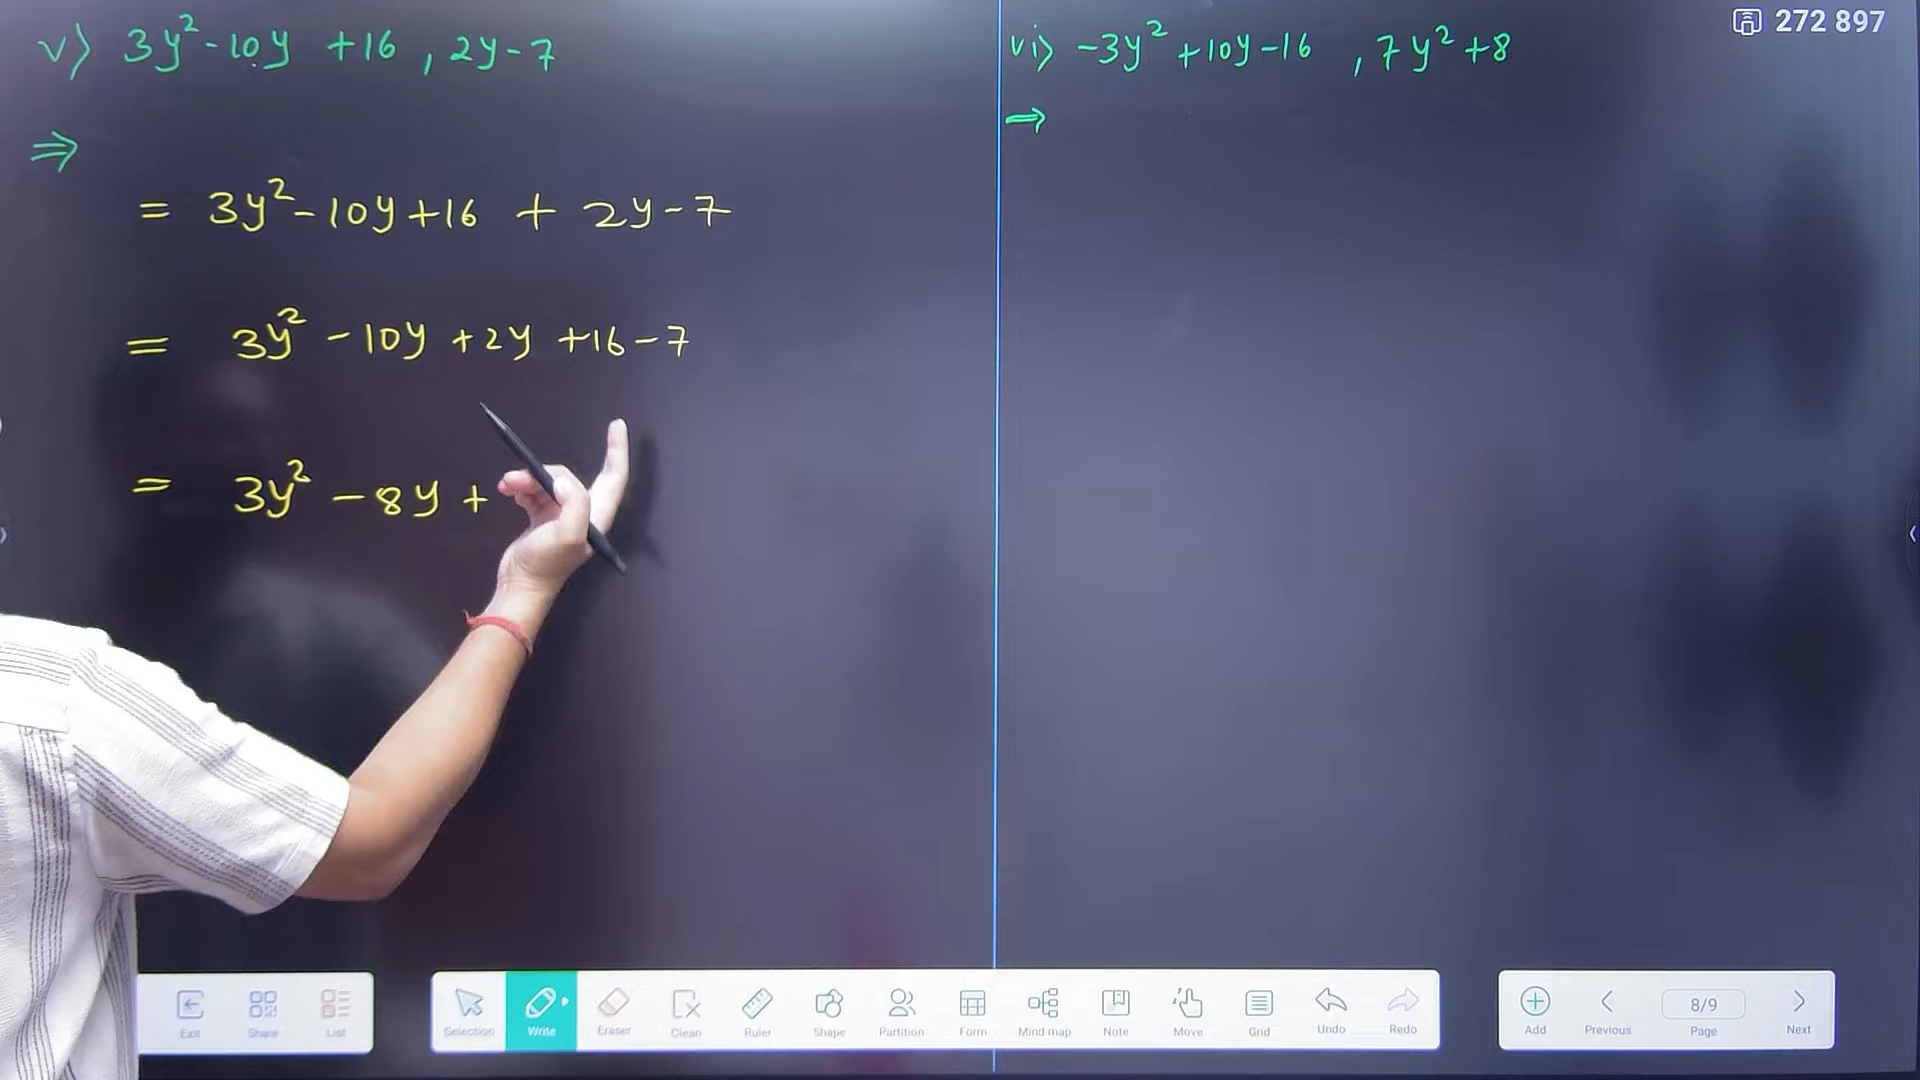 v) 3y²-10y +16 , 2y-7
⇒
= 3y²-10y+16 + 2y-7
= 3y² -10y +2y +16-7
= 3y² -8y +
vi) -3y²+10y-16 , 7y²+8
⇒
272 897
Exit Share List
Selection Write Eraser Clean Ruler Shape Partition Form Mind map Note Move Grid Undo Redo
Add Previous 8/9 Page Next